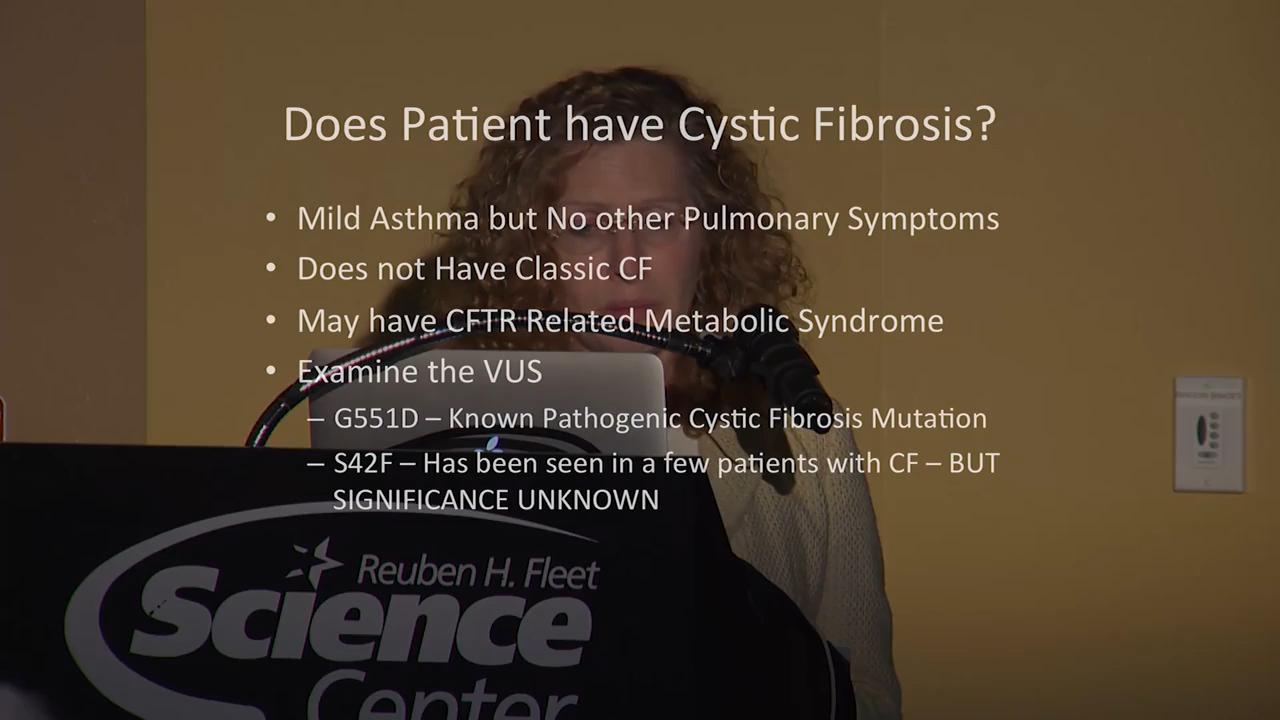 Does Patient have Cystic Fibrosis?
• Mild Asthma but No other Pulmonary Symptoms
• Does not Have Classic CF
• May have CFTR Related Metabolic Syndrome
• Examine the VUS
– G551D – Known Pathogenic Cystic Fibrosis Mutation
– S42F – Has been seen in a few patients with CF – BUT
SIGNIFICANCE UNKNOWN
Reuben H. Fleet
Science
Center